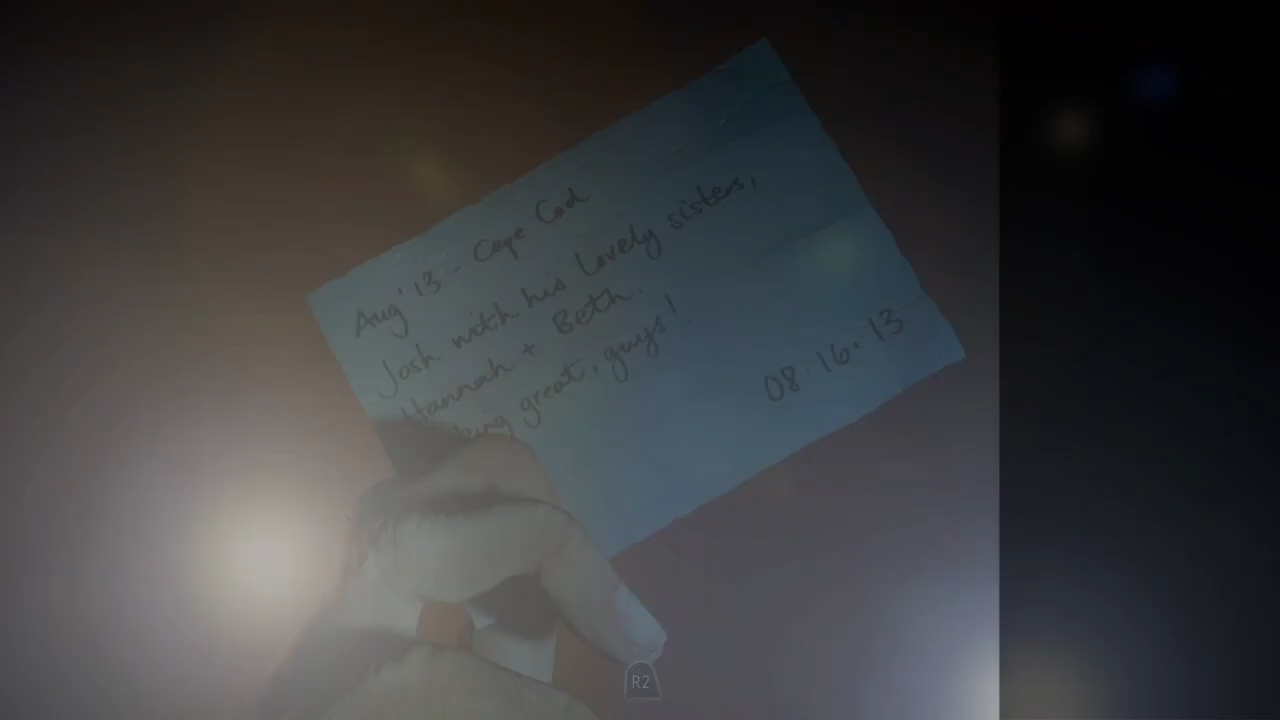 Aug '13 - Cape Cod
Josh with his lovely sisters,
Hannah + Beth.
great, guys!
08.16.13
R2